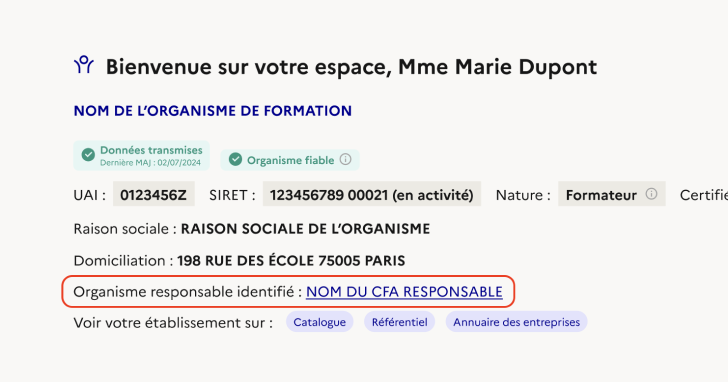 Bienvenue sur votre espace, Mme Marie Dupont
NOM DE L’ORGANISME DE FORMATION
Données transmises
Dernière MAJ : 02/07/2024
Organisme fiable
UAI : 0123456Z SIRET : 123456789 00021 (en activité) Nature : Formateur Certifié
Raison sociale : RAISON SOCIALE DE L’ORGANISME
Domiciliation : 198 RUE DES ÉCOLE 75005 PARIS
Organisme responsable identifié : NOM DU CFA RESPONSABLE
Voir votre établissement sur : Catalogue Référentiel Annuaire des entreprises